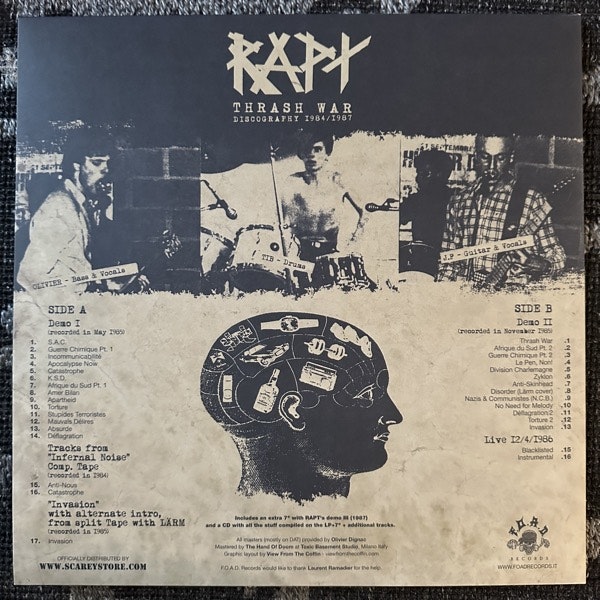 RAPT
THRASH WAR
DISCOGRAPHY 1984/1987
OLIVIER - Bass & Vocals
TIB - Drums
J.P - Guitar & Vocals
SIDE A
Demo I
(recorded in May 1985)
1. S.A.C.
2. Guerre Chimique Pt. 1
3. Incommunicabilité
4. Apocalypse Now
5. Catastrophe
6. K.S.D.
7. Afrique du Sud Pt. 1
8. Amer Bilan
9. Apartheid
10. Torture
11. Stupides Terroristes
12. Mauvais Délires
13. Absurde
14. Déflagration
Tracks from
"Infernal Noise"
Comp. Tape
(recorded in 1984)
15. Anti-Nous
16. Catastrophe
"Invasion"
with alternate intro,
from split Tape with LÄRM
(recorded in 1985)
17. Invasion
SIDE B
Demo II
(recorded in November 1985)
Thrash War .1
Afrique du Sud Pt. 2 .2
Guerre Chimique Pt. 2 .3
Le Pen, Non! .4
Division Charlemagne .5
Zyklon .6
Anti-Skinhead .7
Disorder (Lärm cover) .8
Nazis & Communistes (N.C.B.) .9
No Need for Melody .10
Déflagration 2 .11
Torture 2 .12
Invasion .13
Live 12/4/1986
Blacklisted .15
Instrumental .16
Includes an extra 7" with RAPT's demo III (1987)
and a CD with all the stuff compiled on the LP+7" + additional tracks.
All masters (mostly on DAT) provided by Olivier Dignac
Mastered by The Hand Of Doom at Toxic Basement Studio, Milano Italy
Graphic layout by View From The Coffin - viewfromthecoffin.com
F.O.A.D. Records would like to thank Laurent Ramadier for the help.
OFFICIALLY DISTRIBUTED BY
WWW.SCAREYSTORE.COM
F.O.A.D
RECORDS
WWW.FOADRECORDS.IT